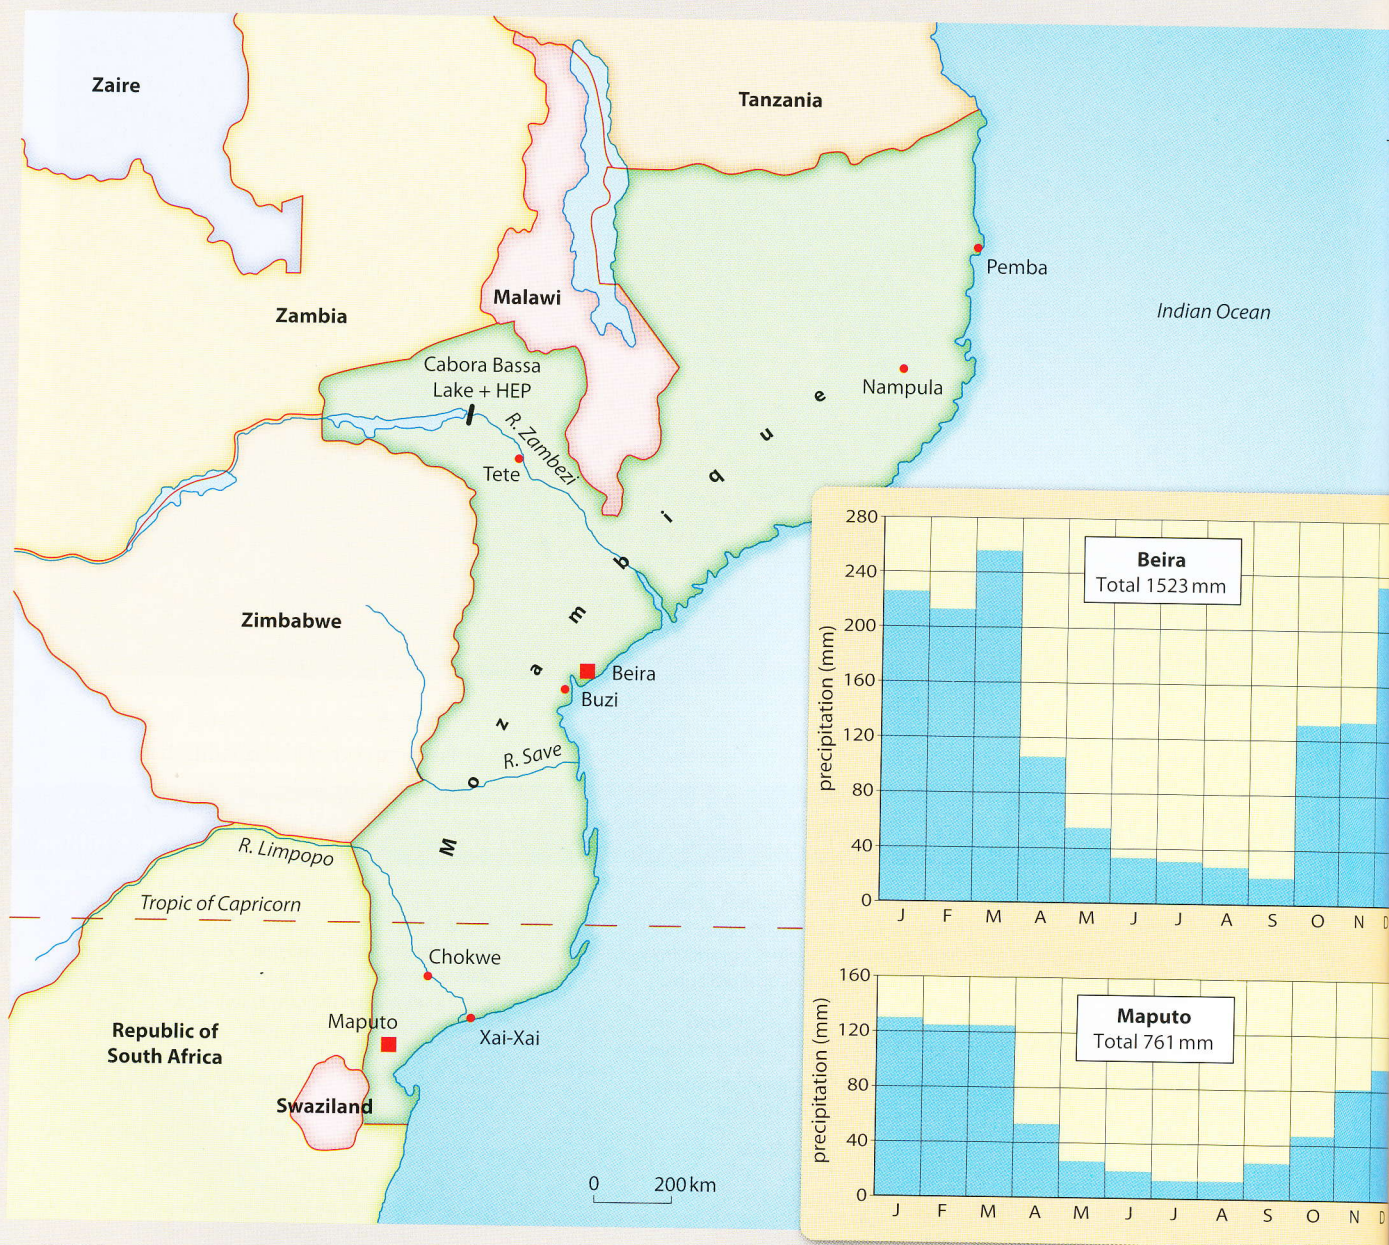 Zaire
Tanzania
Pemba
Malawi
Zambia
Indian Ocean
Cabora Bassa
Lake + HEP
Nampula
R. Zambezi
Tete
Mozambique
Zimbabwe
Beira
Buzi
R. Save
R. Limpopo
Tropic of Capricorn
Chokwe
Maputo
Xai-Xai
Republic of
South Africa
Swaziland
0 200 km
Beira
Total 1523 mm
precipitation (mm)
280
240
200
160
120
80
40
0
J F M A M J J A S O N D
Maputo
Total 761 mm
precipitation (mm)
160
120
80
40
0
J F M A M J J A S O N D